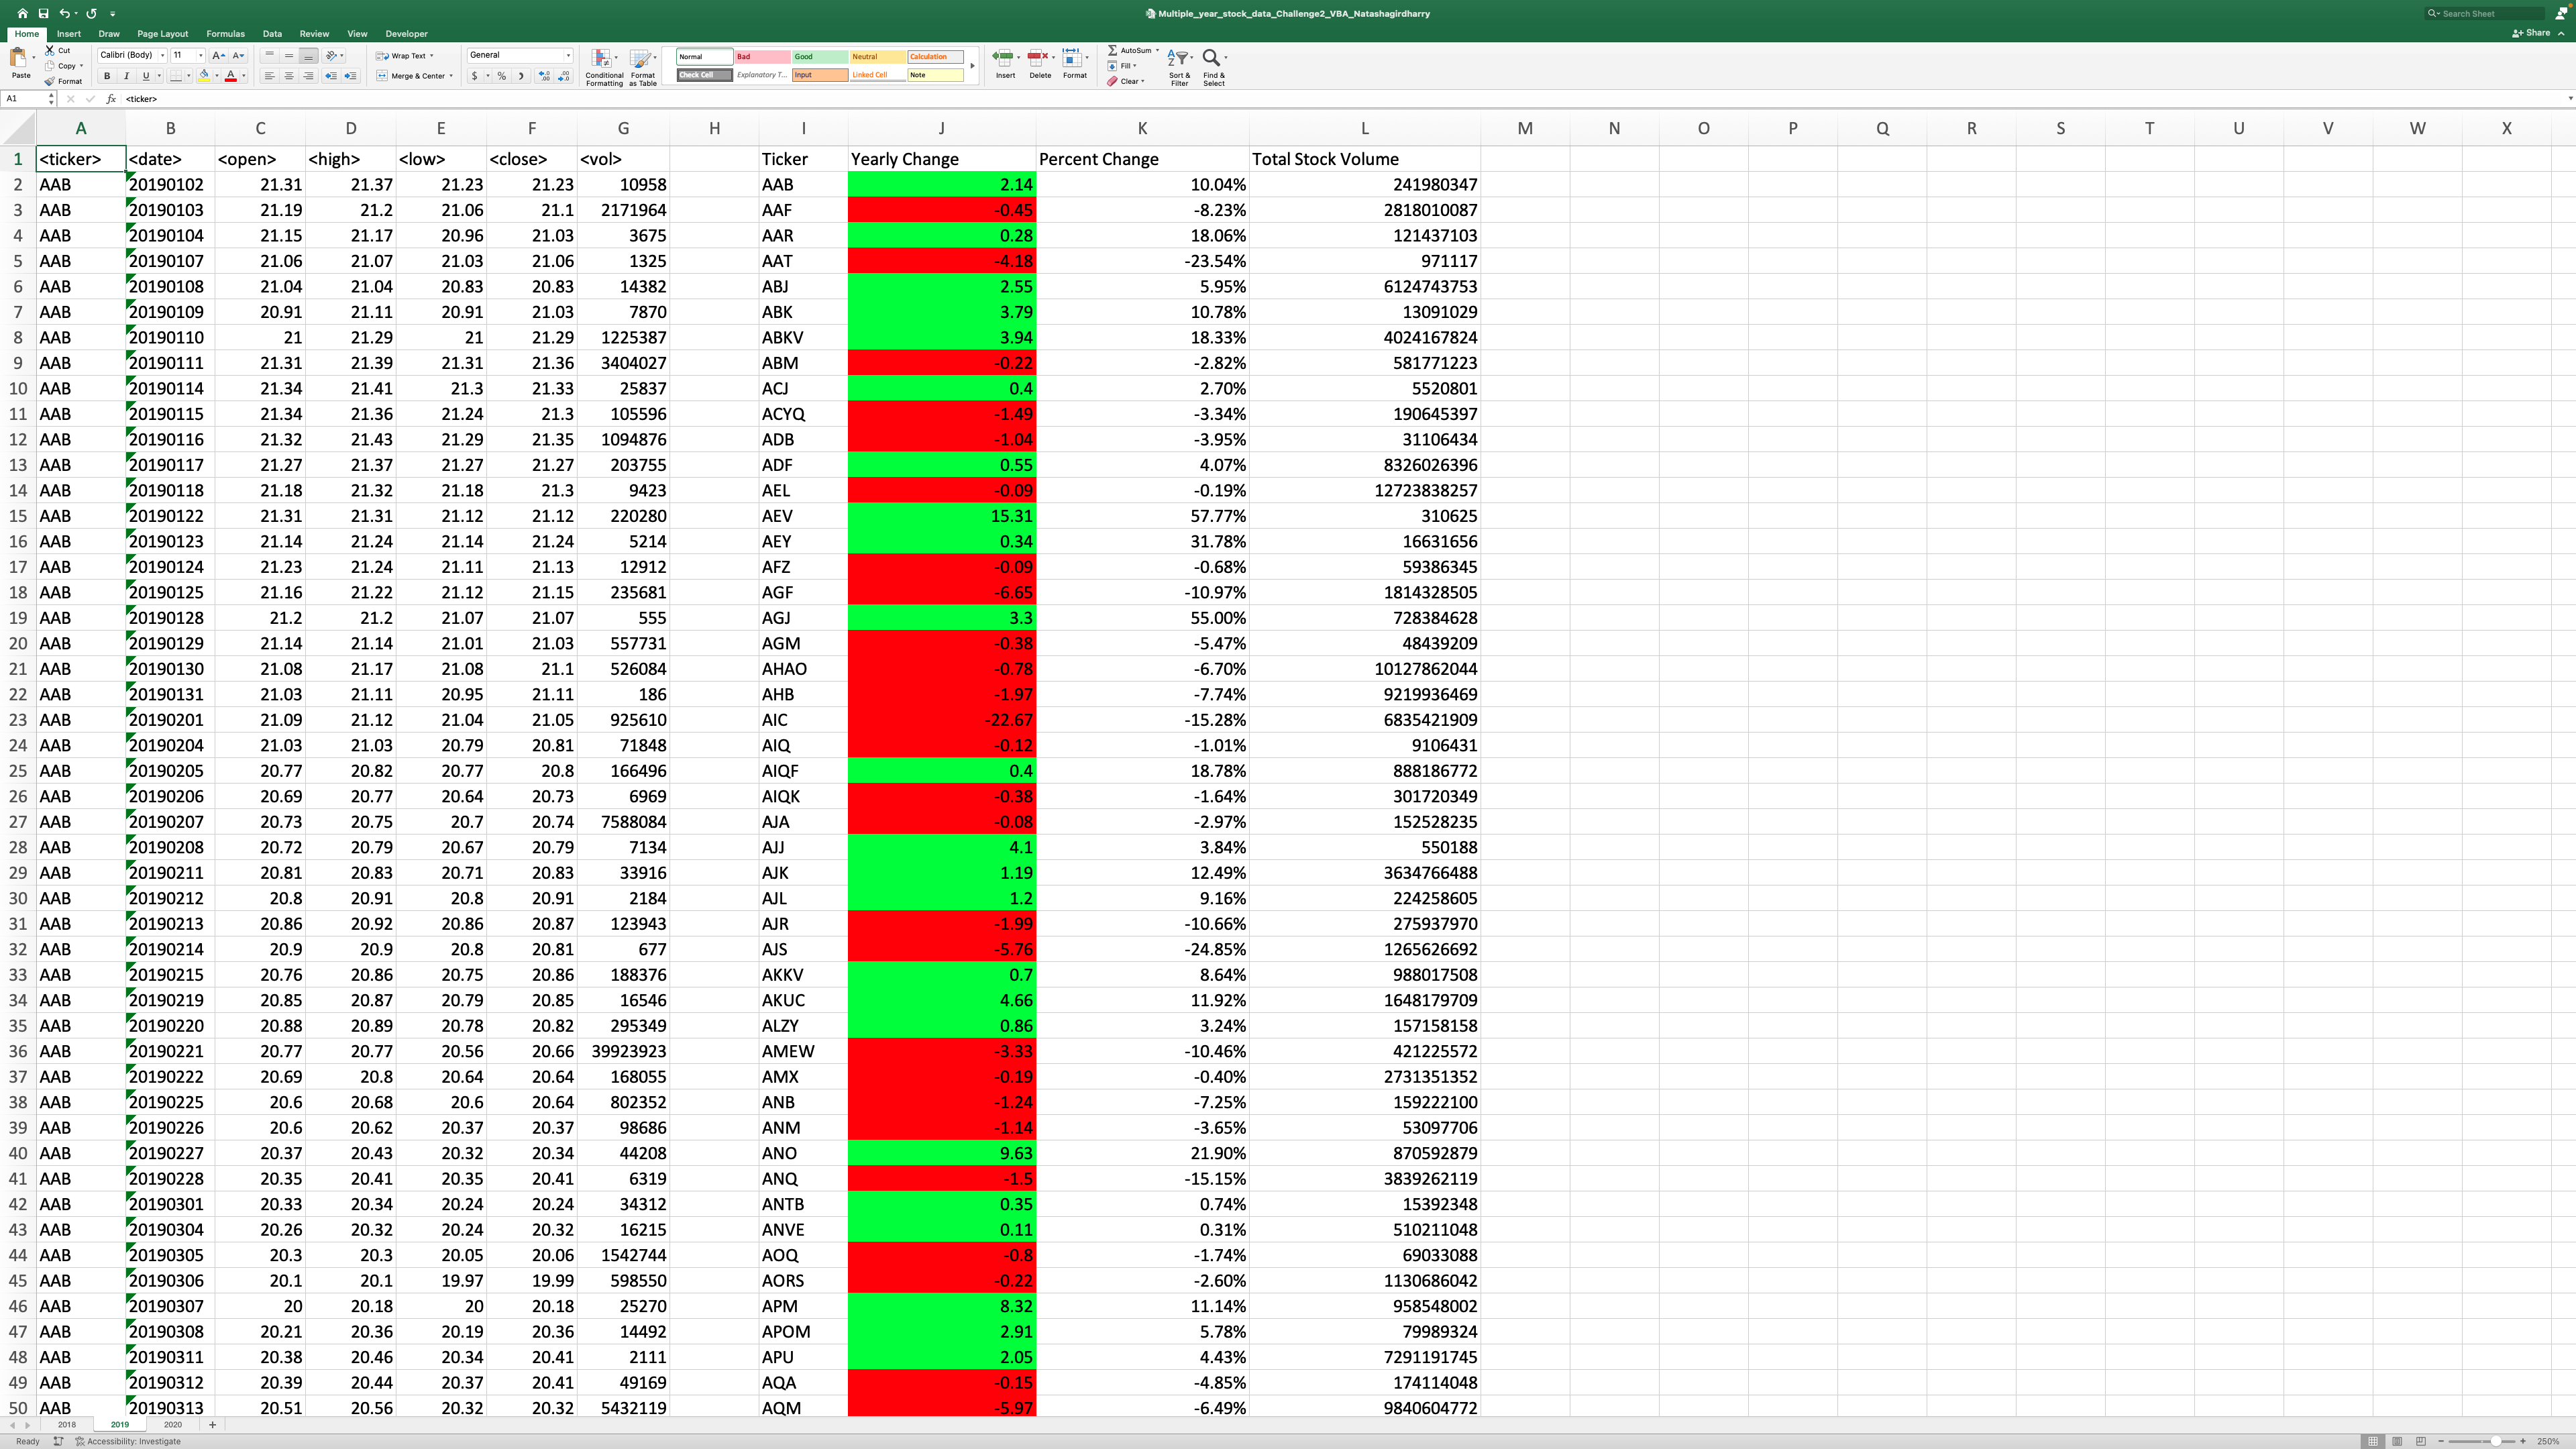 Multiple_year_stock_data_Challenge2_VBA_Natashagirdharry
Search Sheet
Home Insert Draw Page Layout Formulas Data Review View Developer
Share
Paste Cut Copy Format
Calibri (Body) 11
Wrap Text
Merge & Center
General
Conditional Formatting
Format as Table
Normal Bad Good Neutral Calculation
Check Cell Explanatory T... Input Linked Cell Note
Insert Delete Format
AutoSum
Fill
Clear
Sort & Filter
Find & Select
A1 fx <ticker>
A B C D E F G H I J K L M N O P Q R S T U V W X
1 <ticker> <date> <open> <high> <low> <close> <vol> Ticker Yearly Change Percent Change Total Stock Volume
2 AAB 20190102 21.31 21.37 21.23 21.23 10958 AAB 2.14 10.04% 241980347
3 AAB 20190103 21.19 21.2 21.06 21.1 2171964 AAF -0.45 -8.23% 2818010087
4 AAB 20190104 21.15 21.17 20.96 21.03 3675 AAR 0.28 18.06% 121437103
5 AAB 20190107 21.06 21.07 21.03 21.06 1325 AAT -4.18 -23.54% 971117
6 AAB 20190108 21.04 21.04 20.83 20.83 14382 ABJ 2.55 5.95% 6124743753
7 AAB 20190109 20.91 21.11 20.91 21.03 7870 ABK 3.79 10.78% 13091029
8 AAB 20190110 21 21.29 21 21.29 1225387 ABKV 3.94 18.33% 4024167824
9 AAB 20190111 21.31 21.39 21.31 21.36 3404027 ABM -0.22 -2.82% 581771223
10 AAB 20190114 21.34 21.41 21.3 21.33 25837 ACJ 0.4 2.70% 5520801
11 AAB 20190115 21.34 21.36 21.24 21.3 105596 ACYQ -1.49 -3.34% 190645397
12 AAB 20190116 21.32 21.43 21.29 21.35 1094876 ADB -1.04 -3.95% 31106434
13 AAB 20190117 21.27 21.37 21.27 21.27 203755 ADF 0.55 4.07% 8326026396
14 AAB 20190118 21.18 21.32 21.18 21.3 9423 AEL -0.09 -0.19% 12723838257
15 AAB 20190122 21.31 21.31 21.12 21.12 220280 AEV 15.31 57.77% 310625
16 AAB 20190123 21.14 21.24 21.14 21.24 5214 AEY 0.34 31.78% 16631656
17 AAB 20190124 21.23 21.24 21.11 21.13 12912 AFZ -0.09 -0.68% 59386345
18 AAB 20190125 21.16 21.22 21.12 21.15 235681 AGF -6.65 -10.97% 1814328505
19 AAB 20190128 21.2 21.2 21.07 21.07 555 AGJ 3.3 55.00% 728384628
20 AAB 20190129 21.14 21.14 21.01 21.03 557731 AGM -0.38 -5.47% 48439209
21 AAB 20190130 21.08 21.17 21.08 21.1 526084 AHAO -0.78 -6.70% 10127862044
22 AAB 20190131 21.03 21.11 20.95 21.11 186 AHB -1.97 -7.74% 9219936469
23 AAB 20190201 21.09 21.12 21.04 21.05 925610 AIC -22.67 -15.28% 6835421909
24 AAB 20190204 21.03 21.03 20.79 20.81 71848 AIQ -0.12 -1.01% 9106431
25 AAB 20190205 20.77 20.82 20.77 20.8 166496 AIQF 0.4 18.78% 888186772
26 AAB 20190206 20.69 20.77 20.64 20.73 6969 AIQK -0.38 -1.64% 301720349
27 AAB 20190207 20.73 20.75 20.7 20.74 7588084 AJA -0.08 -2.97% 152528235
28 AAB 20190208 20.72 20.79 20.67 20.79 7134 AJJ 4.1 3.84% 550188
29 AAB 20190211 20.81 20.83 20.71 20.83 33916 AJK 1.19 12.49% 3634766488
30 AAB 20190212 20.8 20.91 20.8 20.91 2184 AJL 1.2 9.16% 224258605
31 AAB 20190213 20.86 20.92 20.86 20.87 123943 AJR -1.99 -10.66% 275937970
32 AAB 20190214 20.9 20.9 20.8 20.81 677 AJS -5.76 -24.85% 1265626692
33 AAB 20190215 20.76 20.86 20.75 20.86 188376 AKKV 0.7 8.64% 988017508
34 AAB 20190219 20.85 20.87 20.79 20.85 16546 AKUC 4.66 11.92% 1648179709
35 AAB 20190220 20.88 20.89 20.78 20.82 295349 ALZY 0.86 3.24% 157158158
36 AAB 20190221 20.77 20.77 20.56 20.66 39923923 AMEW -3.33 -10.46% 421225572
37 AAB 20190222 20.69 20.8 20.64 20.64 168055 AMX -0.19 -0.40% 2731351352
38 AAB 20190225 20.6 20.68 20.6 20.64 802352 ANB -1.24 -7.25% 159222100
39 AAB 20190226 20.6 20.62 20.37 20.37 98686 ANM -1.14 -3.65% 53097706
40 AAB 20190227 20.37 20.43 20.32 20.34 44208 ANO 9.63 21.90% 870592879
41 AAB 20190228 20.35 20.41 20.35 20.41 6319 ANQ -1.5 -15.15% 3839262119
42 AAB 20190301 20.33 20.34 20.24 20.24 34312 ANTB 0.35 0.74% 15392348
43 AAB 20190304 20.26 20.32 20.24 20.32 16215 ANVE 0.11 0.31% 510211048
44 AAB 20190305 20.3 20.3 20.05 20.06 1542744 AOQ -0.8 -1.74% 69033088
45 AAB 20190306 20.1 20.1 19.97 19.99 598550 AORS -0.22 -2.60% 1130686042
46 AAB 20190307 20 20.18 20 20.18 25270 APM 8.32 11.14% 958548002
47 AAB 20190308 20.21 20.36 20.19 20.36 14492 APOM 2.91 5.78% 79989324
48 AAB 20190311 20.38 20.46 20.34 20.41 2111 APU 2.05 4.43% 7291191745
49 AAB 20190312 20.39 20.44 20.37 20.41 49169 AQA -0.15 -4.85% 174114048
50 AAB 20190313 20.51 20.56 20.32 20.32 5432119 AQM -5.97 -6.49% 9840604772
2018 2019 2020
Ready Accessibility: Investigate 250%